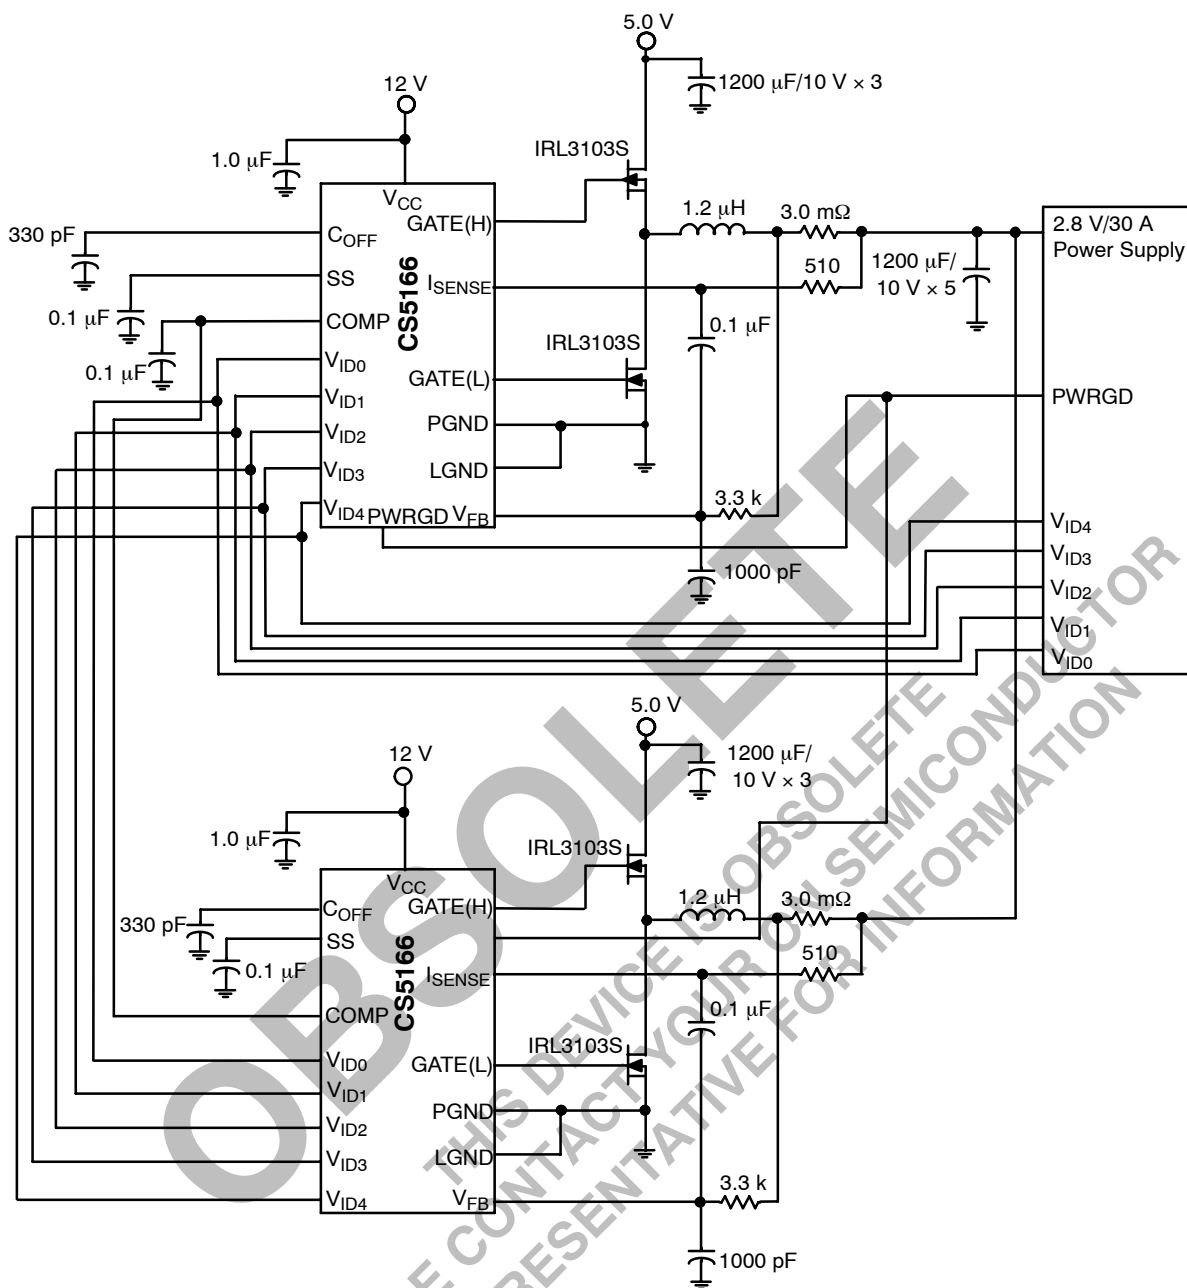 5.0 V
1200 μF/10 V × 3
12 V
1.0 μF
IRL3103S
VCC
GATE(H)
1.2 μH
3.0 mΩ
2.8 V/30 A
Power Supply
330 pF
COFF
SS
CS5166
ISENSE
510
1200 μF/
10 V × 5
0.1 μF
COMP
0.1 μF
0.1 μF
IRL3103S
VID0
GATE(L)
VID1
PWRGD
VID2
PGND
VID3
LGND
VID4
PWRGD
VFB
3.3 k
1000 pF
VID4
VID3
VID2
VID1
VID0
5.0 V
1200 μF/
10 V × 3
12 V
1.0 μF
IRL3103S
VCC
GATE(H)
1.2 μH
3.0 mΩ
330 pF
COFF
SS
0.1 μF
CS5166
ISENSE
510
COMP
0.1 μF
IRL3103S
VID0
GATE(L)
VID1
PGND
VID2
VID3
LGND
VID4
VFB
3.3 k
1000 pF
OBSOLETE
THIS DEVICE IS OBSOLETE
E CONTACT YOUR ON SEMICONDUCTOR
PRESENTATIVE FOR INFORMATION